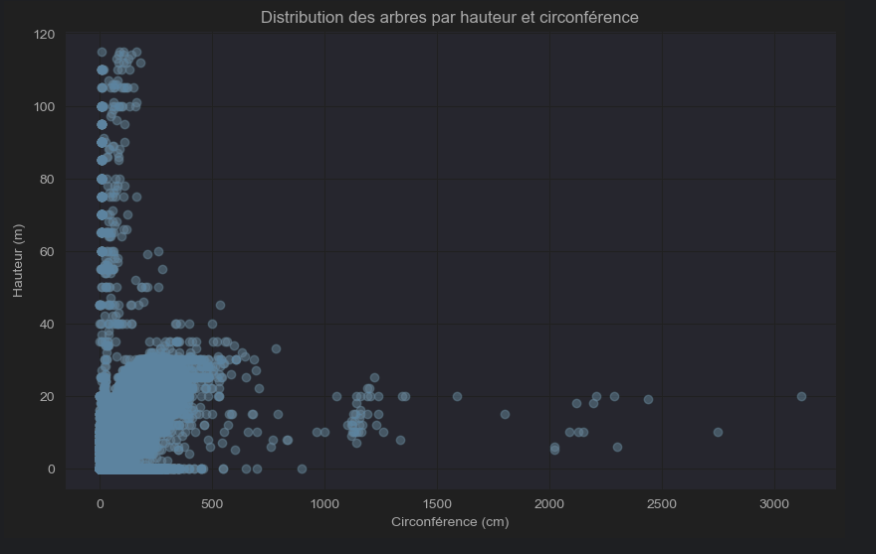 Distribution des arbres par hauteur et circonférence
120
100
80
60
40
20
0
Hauteur (m)
0 500 1000 1500 2000 2500 3000
Circonférence (cm)